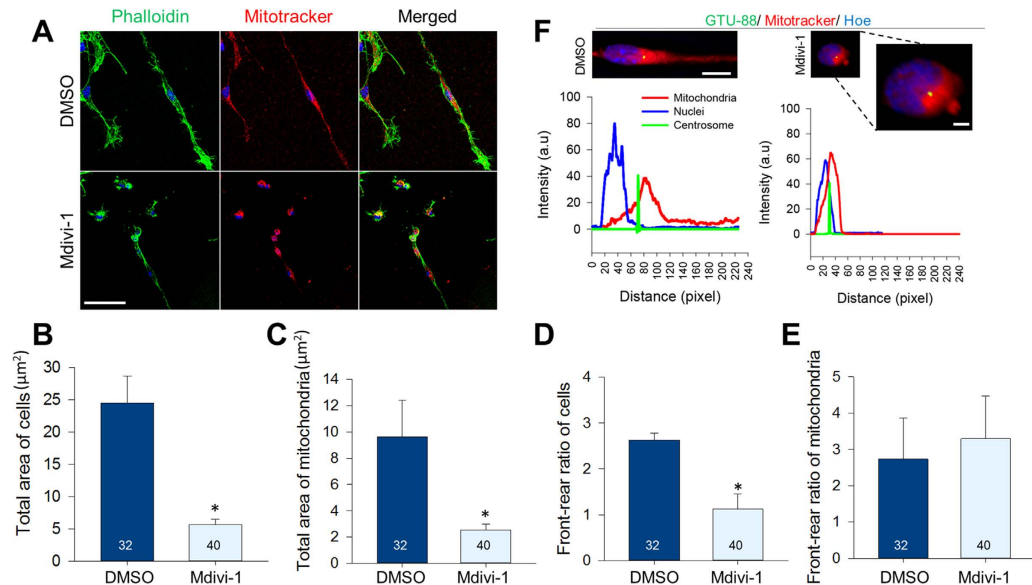 A
Phalloidin Mitotracker Merged
DMSO
Mdivi-1
F
GTU-88/ Mitotracker/ Hoe
DMSO
Mdivi-1
Intensity (a.u)
100
80
60
40
20
0
Mitochondria
Nuclei
Centrosome
0 20 40 60 80 100 120 140 160 180 200 220 240
Distance (pixel)
Intensity (a.u)
100
80
60
40
20
0
0 20 40 60 80 100 120 140 160 180 200 220 240
Distance (pixel)
B
Total area of cells (μm²)
30
25
20
15
10
5
0
32
*
40
DMSO Mdivi-1
C
Total area of mitochondria (μm²)
14
12
10
8
6
4
2
0
32
*
40
DMSO Mdivi-1
D
Front-rear ratio of cells
4
3
2
1
0
32
*
40
DMSO Mdivi-1
E
Front-rear ratio of mitochondria
5
4
3
2
1
0
32
40
DMSO Mdivi-1